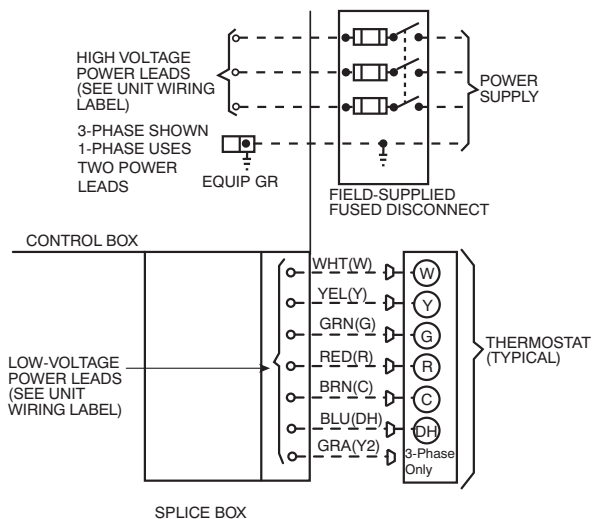 HIGH VOLTAGE
POWER LEADS
(SEE UNIT WIRING
LABEL)
POWER
SUPPLY
3-PHASE SHOWN
1-PHASE USES
TWO POWER
LEADS
EQUIP GR
FIELD-SUPPLIED
FUSED DISCONNECT
CONTROL BOX
WHT(W)
W
YEL(Y)
Y
GRN(G)
G
RED(R)
R
BRN(C)
C
BLU(DH)
DH
GRA(Y2)
3-Phase
Only
THERMOSTAT
(TYPICAL)
LOW-VOLTAGE
POWER LEADS
(SEE UNIT
WIRING LABEL)
SPLICE BOX